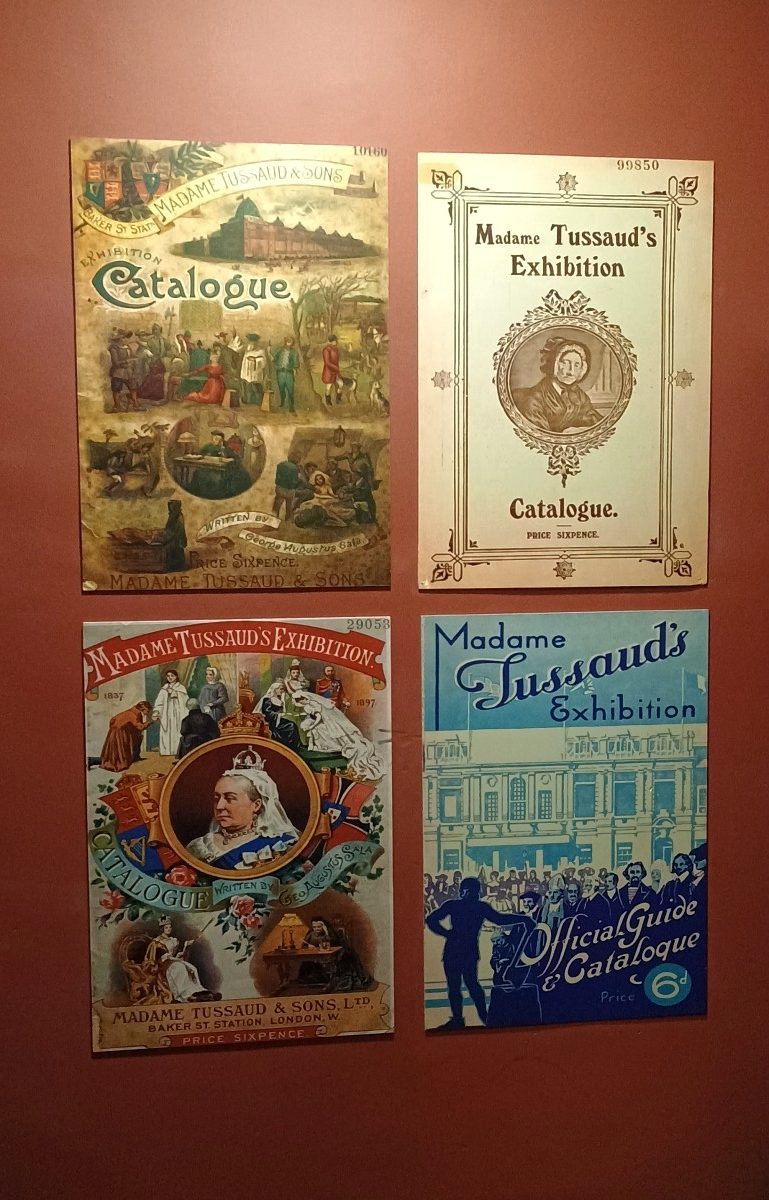 10160
MADAME TUSSAUD & SONS
BAKER ST STATN
EXHIBITION
Catalogue
WRITTEN BY
George Augustus Sala.
PRICE SIXPENCE.
MADAME TUSSAUD & SONS
99850
Madame Tussaud's
Exhibition
Catalogue.
PRICE SIXPENCE.
29053
MADAME TUSSAUD'S EXHIBITION.
1837
1897
CATALOGUE
WRITTEN BY
GEO. AUGUSTUS SALA
MADAME TUSSAUD & SONS, LTD.,
BAKER ST. STATION, LONDON, W.
PRICE SIXPENCE
Madame
Tussaud's
Exhibition
Official Guide
& Catalogue
Price 6d